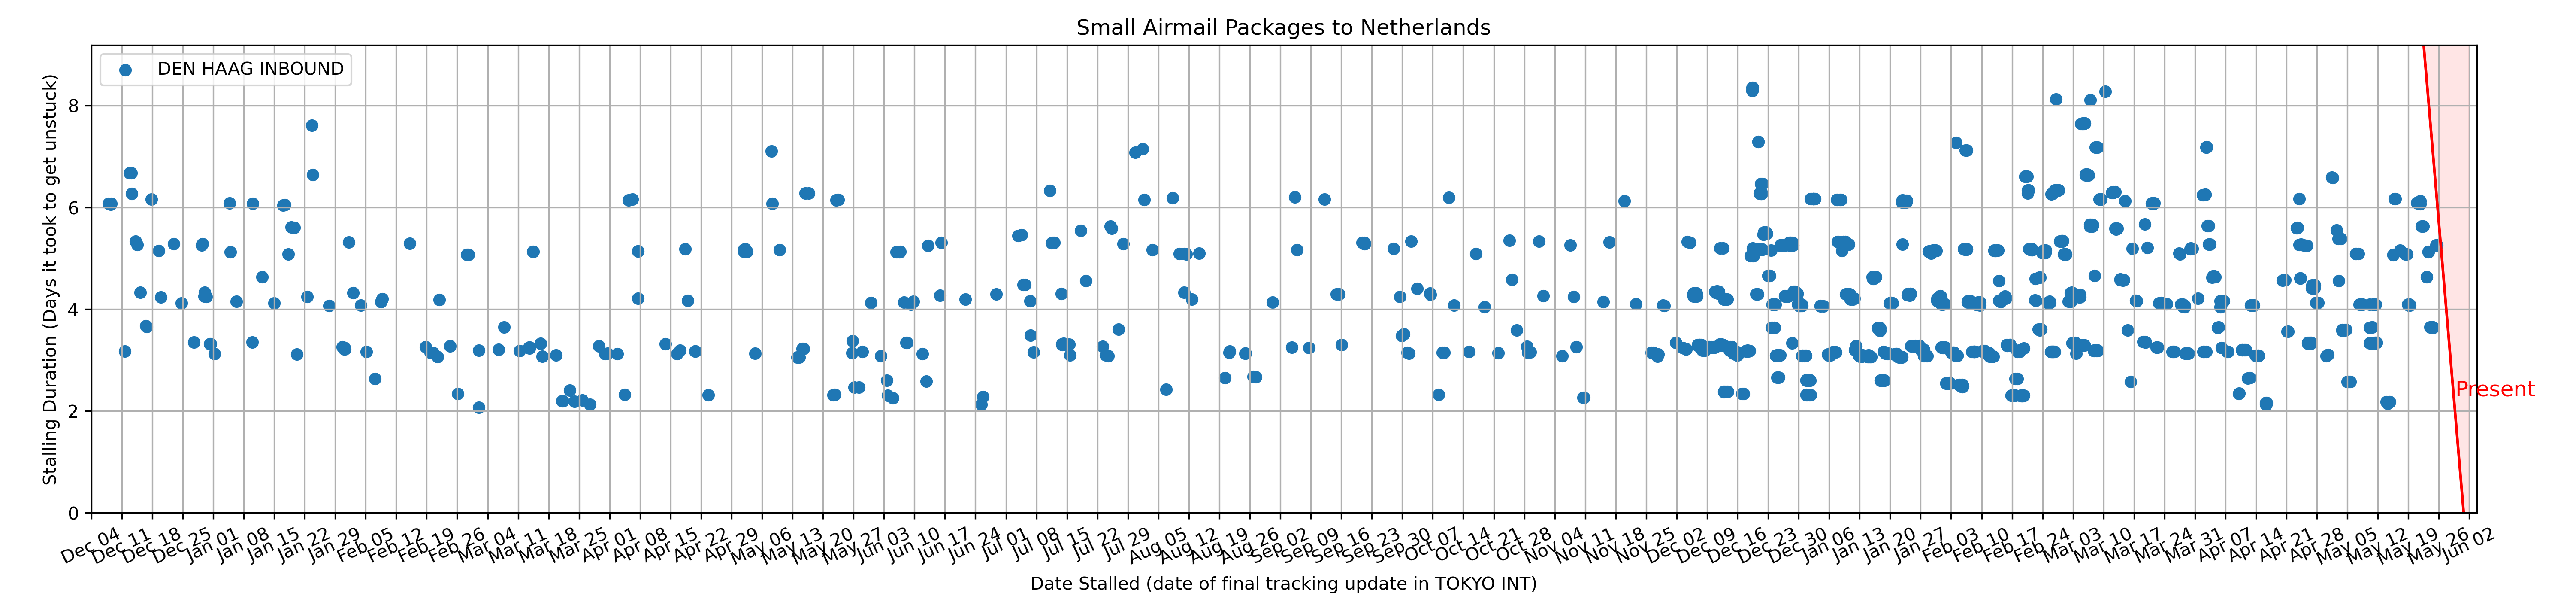 Small Airmail Packages to Netherlands
DEN HAAG INBOUND
Stalling Duration (Days it took to get unstuck)
8
6
4
2
0
Present
Dec 04
Dec 11
Dec 18
Dec 25
Jan 01
Jan 08
Jan 15
Jan 22
Jan 29
Feb 05
Feb 12
Feb 19
Feb 26
Mar 04
Mar 11
Mar 18
Mar 25
Apr 01
Apr 08
Apr 15
Apr 22
Apr 29
May 06
May 13
May 20
May 27
Jun 03
Jun 10
Jun 17
Jun 24
Jul 01
Jul 08
Jul 15
Jul 22
Jul 29
Aug 05
Aug 12
Aug 19
Aug 26
Sep 02
Sep 09
Sep 16
Sep 23
Sep 30
Oct 07
Oct 14
Oct 21
Oct 28
Nov 04
Nov 11
Nov 18
Nov 25
Dec 02
Dec 09
Dec 16
Dec 23
Dec 30
Jan 06
Jan 13
Jan 20
Jan 27
Feb 03
Feb 10
Feb 17
Feb 24
Mar 03
Mar 10
Mar 17
Mar 24
Mar 31
Apr 07
Apr 14
Apr 21
Apr 28
May 05
May 12
May 19
May 26
Jun 02
Date Stalled (date of final tracking update in TOKYO INT)